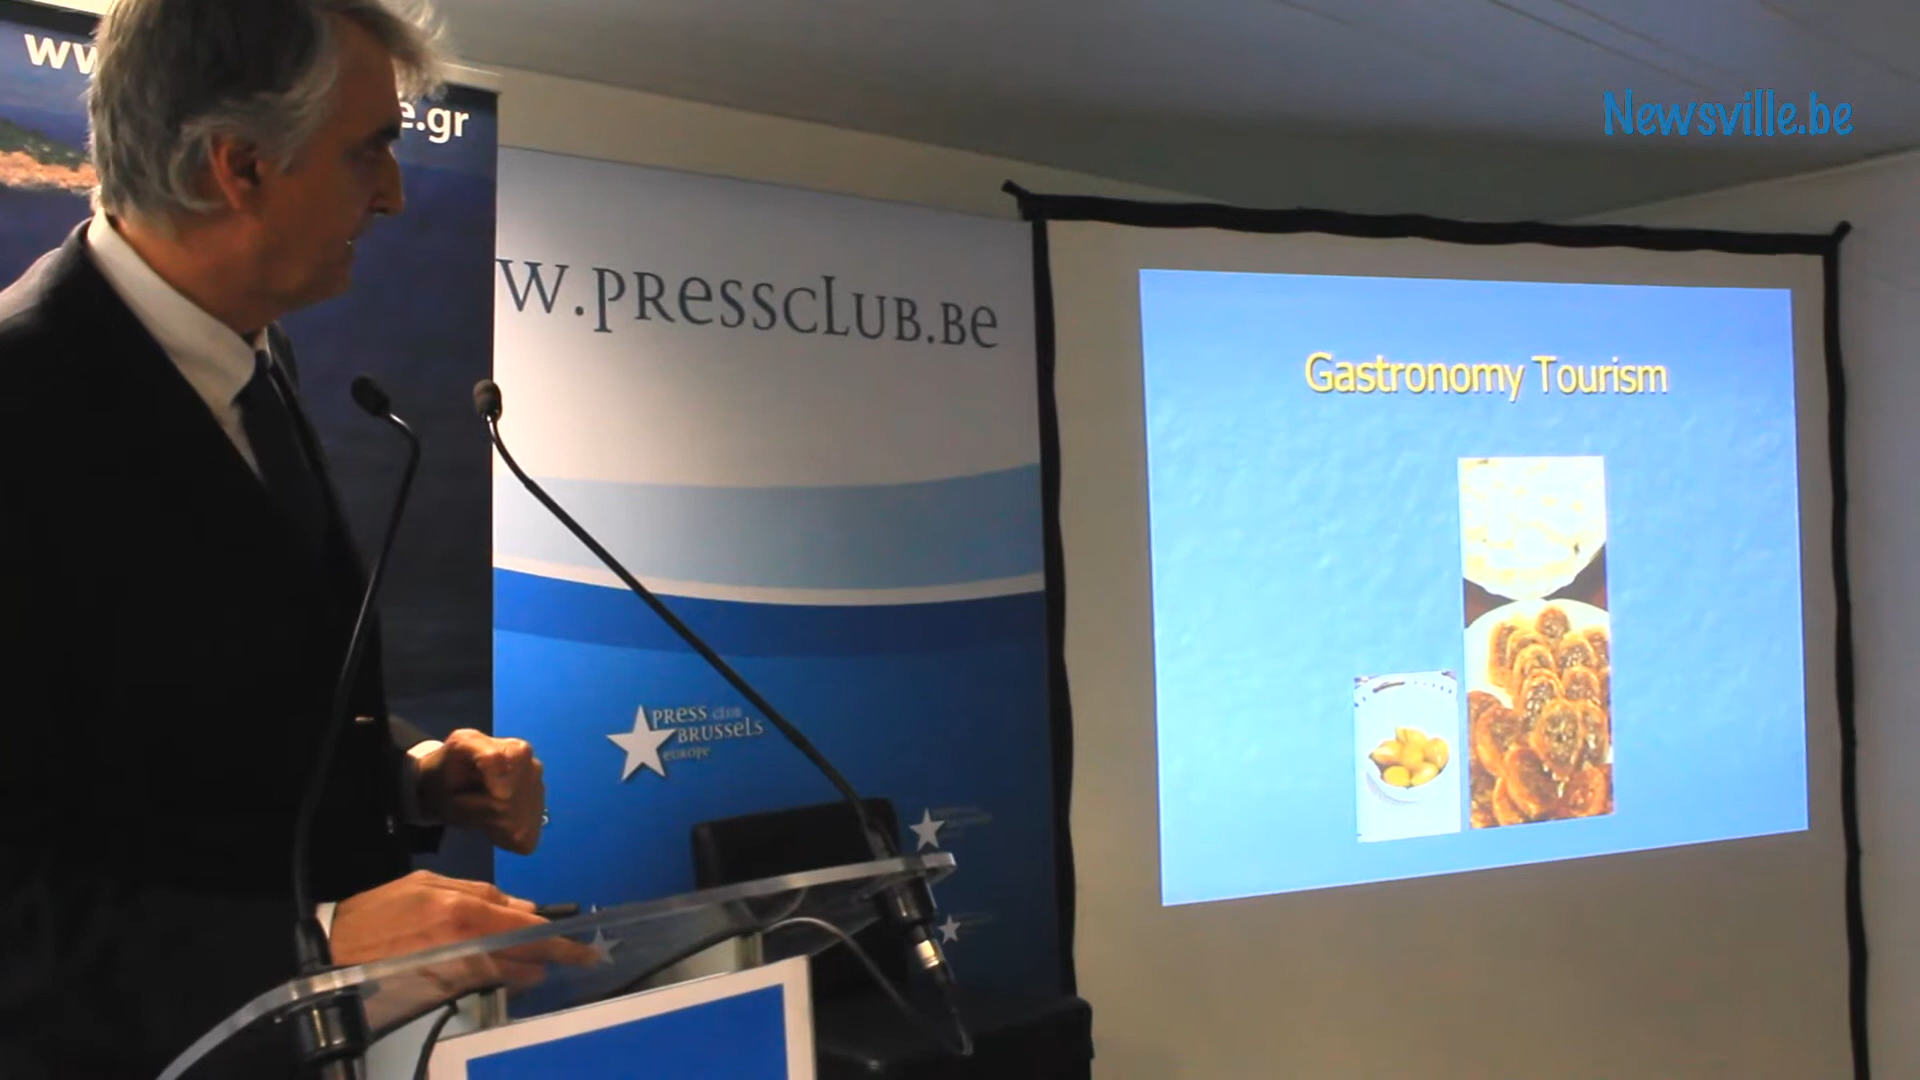 ww
e.gr
Newsville.be
w.pressclub.be
Gastronomy Tourism
PRESS CLUB
BRUSSELS
EUROPE